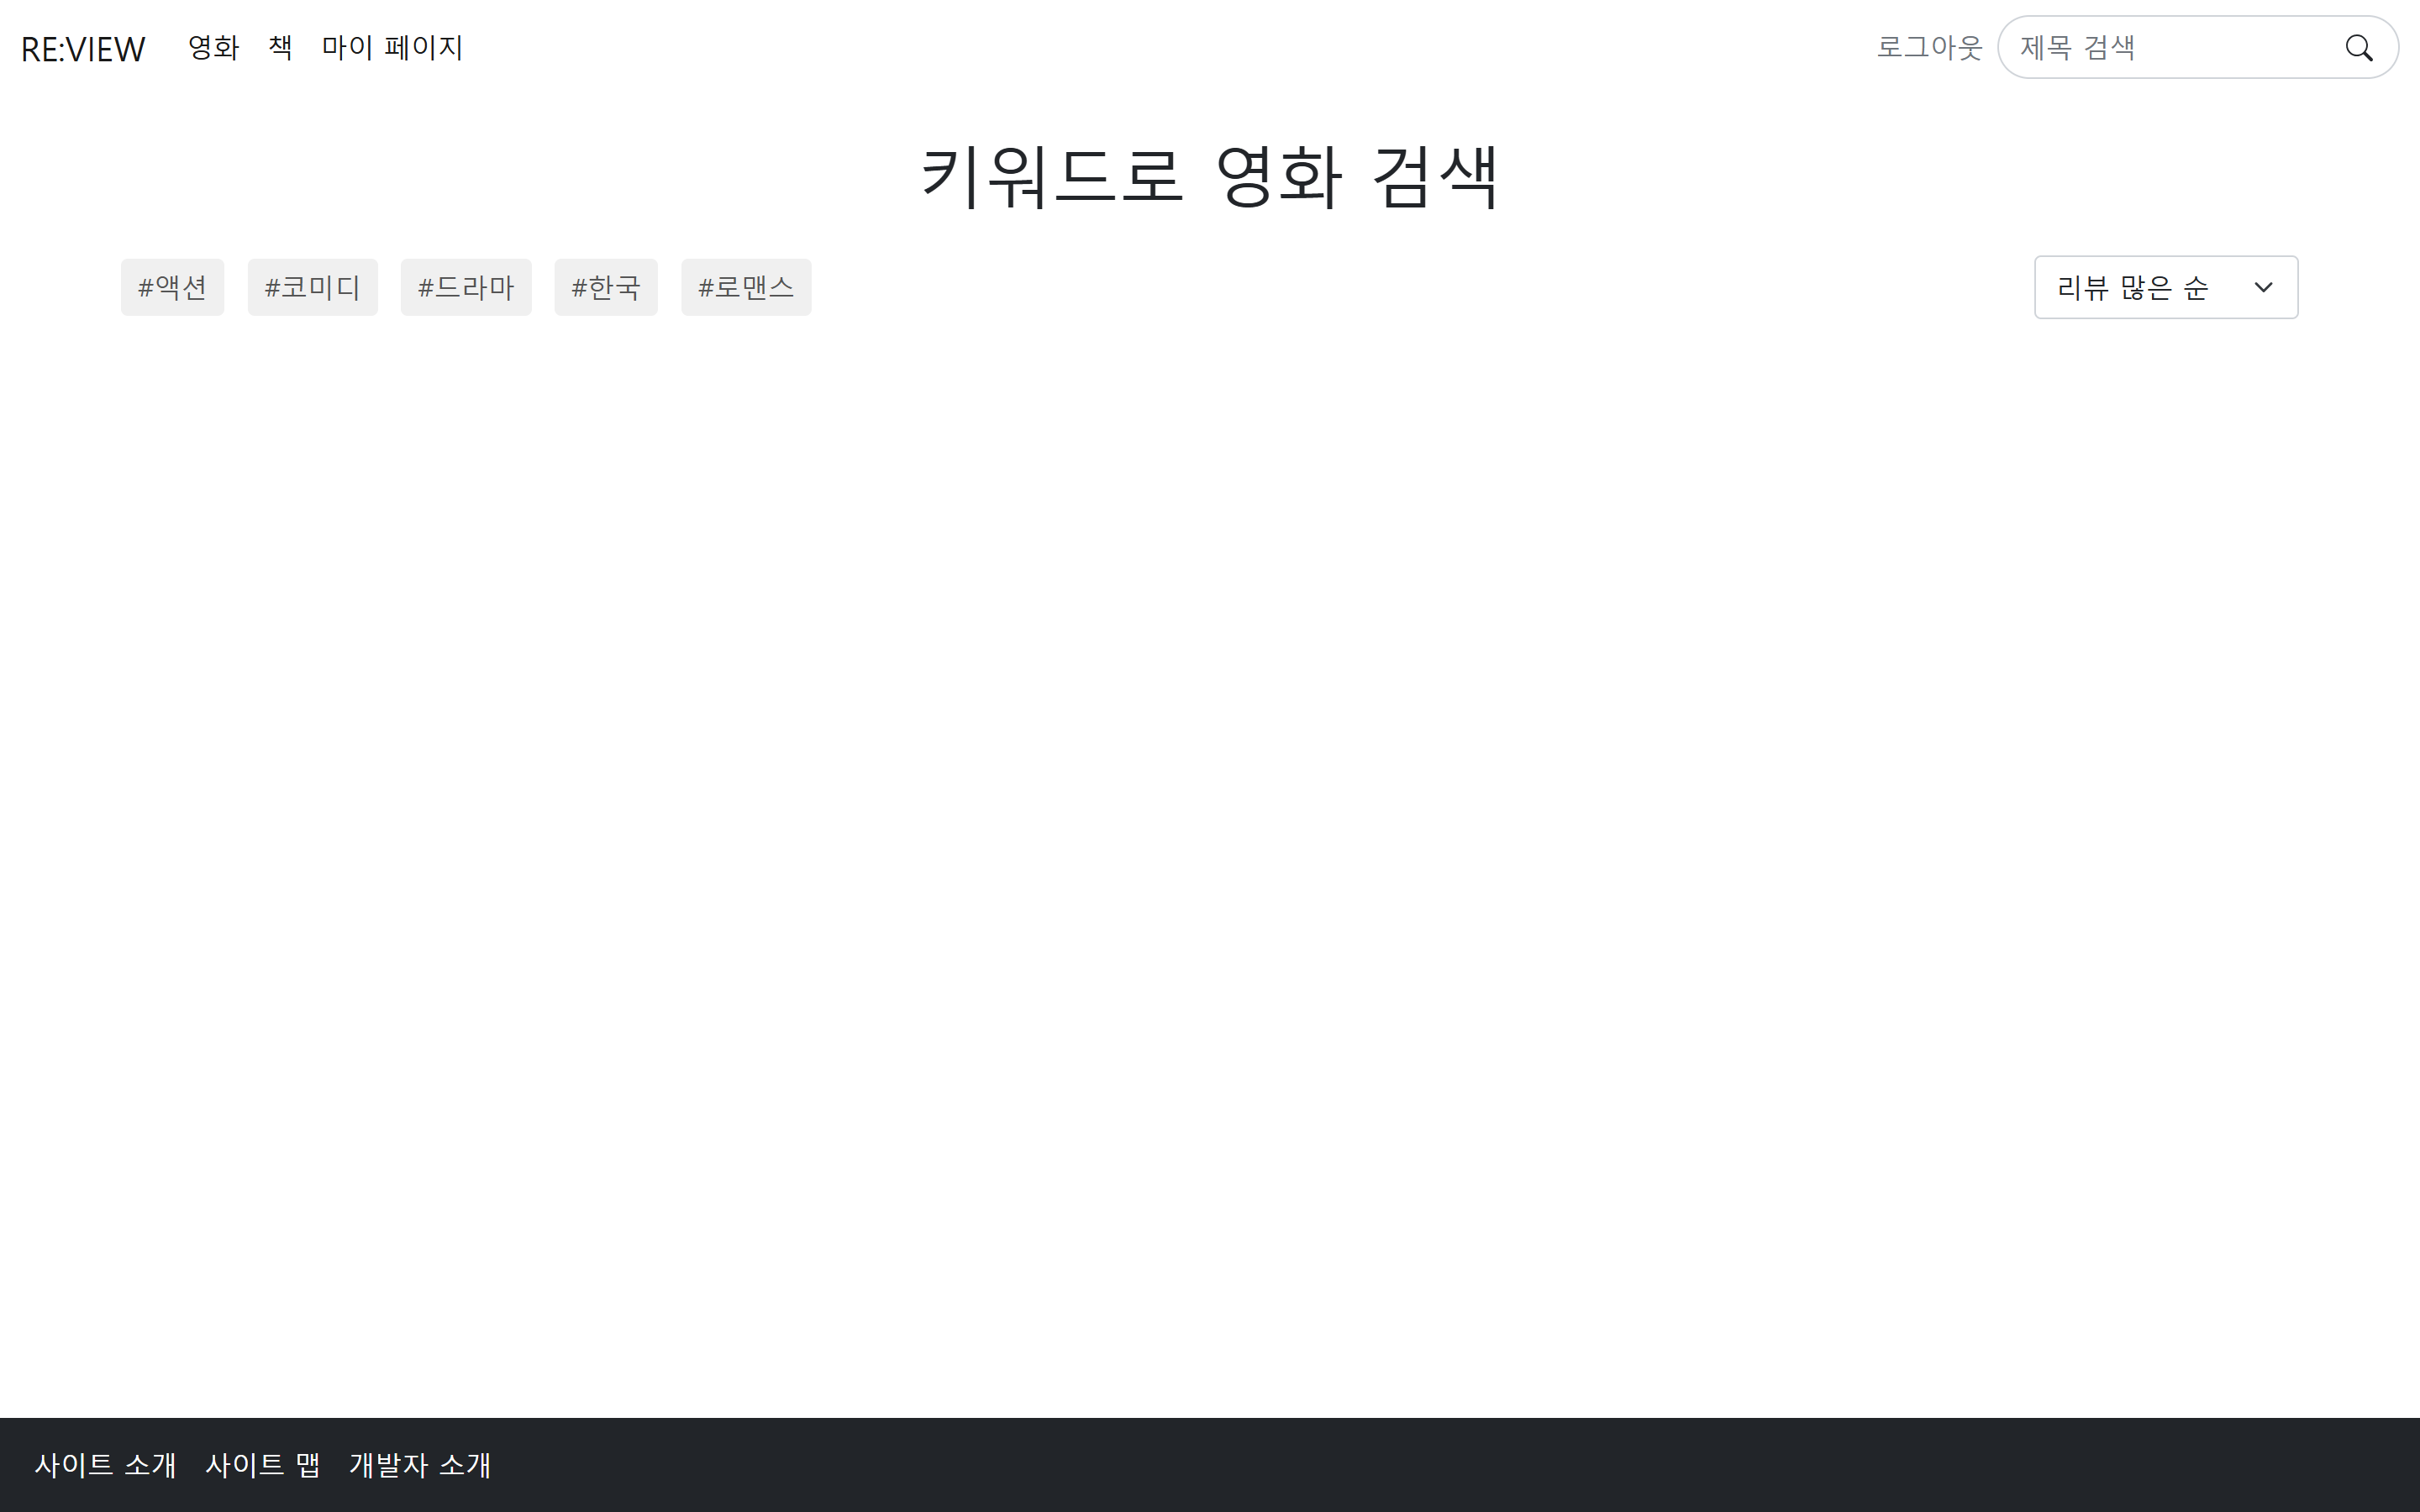 RE:VIEW 영화 책 마이 페이지 로그아웃 제목 검색
키워드로 영화 검색
#액션 #코미디 #드라마 #한국 #로맨스 리뷰 많은 순
사이트 소개 사이트 맵 개발자 소개